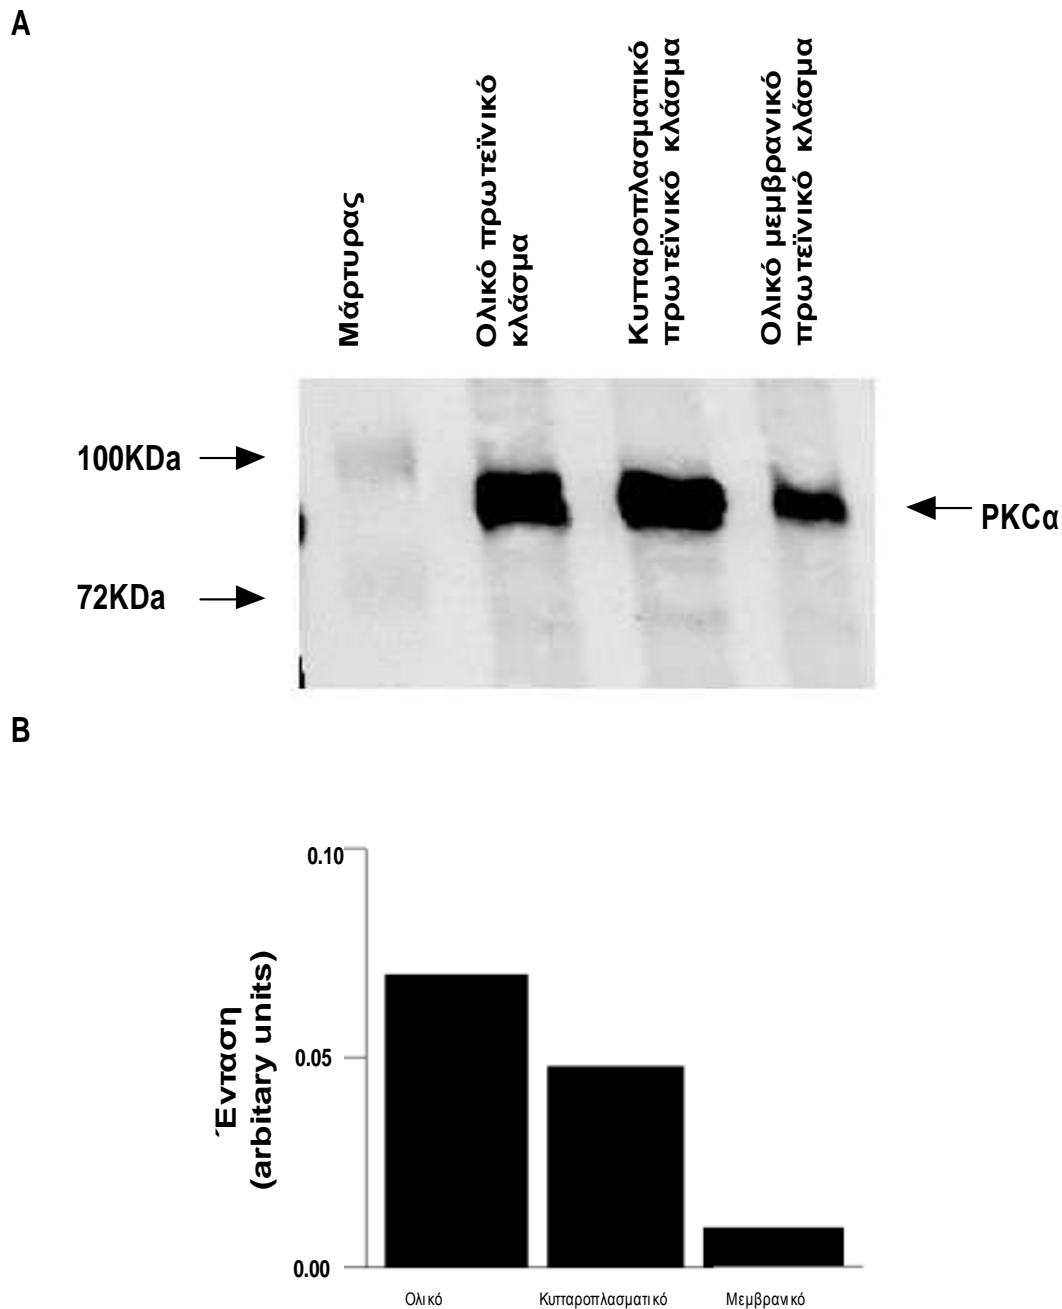 A
Μάρτυρας
Ολικό πρωτεϊνικό
κλάσμα
Κυτταροπλασματικό
πρωτεϊνικό κλάσμα
Ολικό μεμβρανικό
πρωτεϊνικό κλάσμα
100KDa
PKCα
72KDa
B
0.10
0.05
0.00
Ένταση
(arbitary units)
Ολικό
Κυτταροπλασματικό
Μεμβρανικό